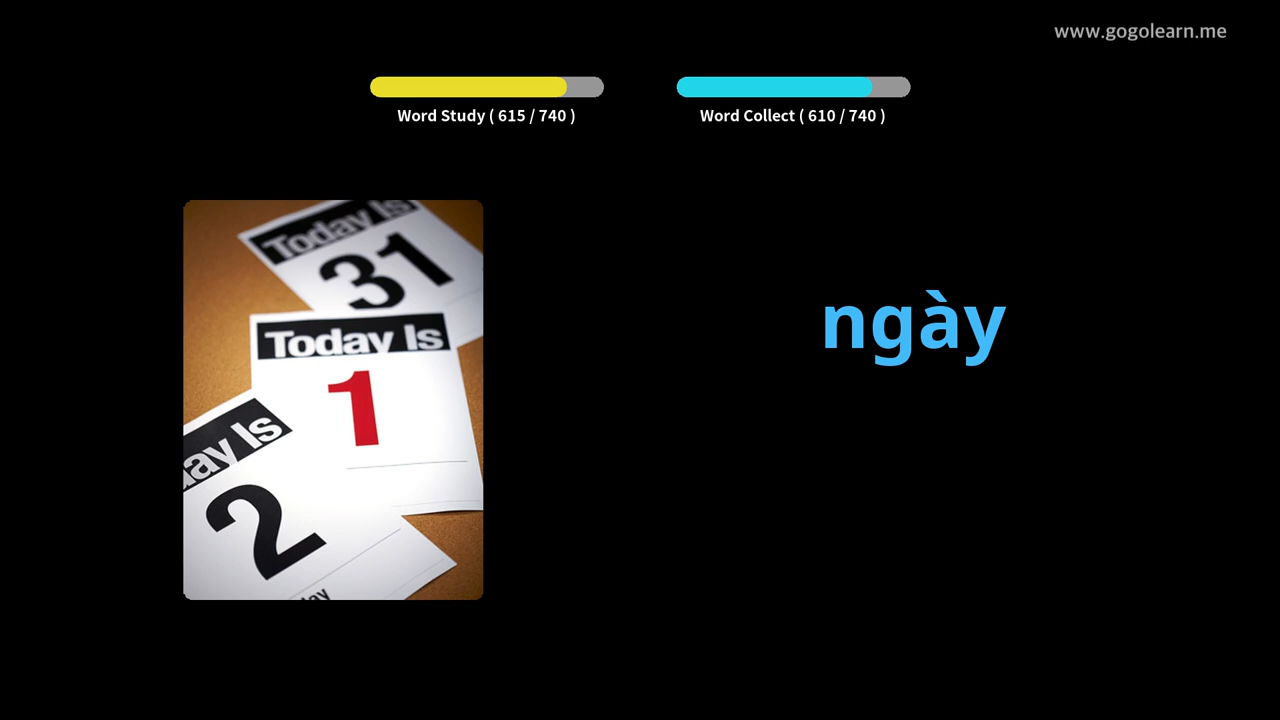 www.gogolearn.me
Word Study ( 615 / 740 )
Word Collect ( 610 / 740 )
Today Is
31
Today Is
1
ay Is
2
ay
ngày